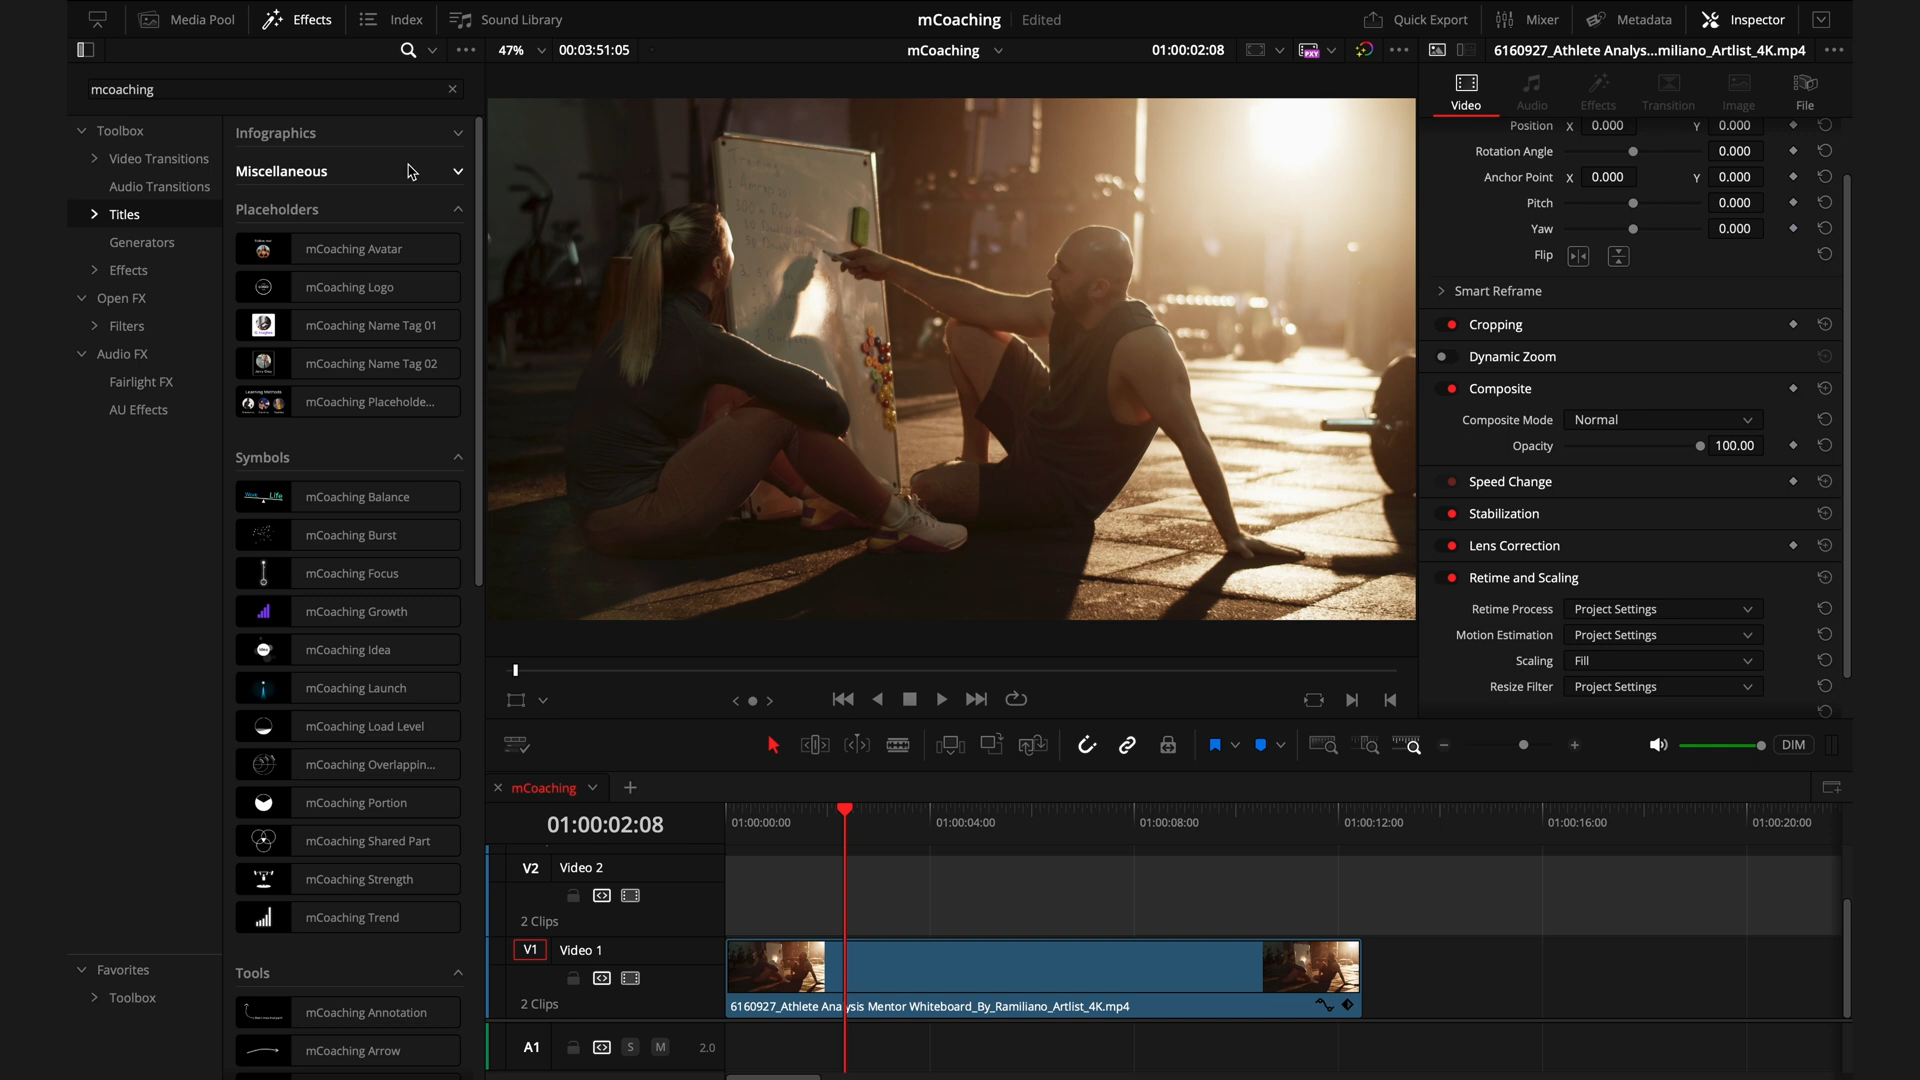 Media Pool
Effects
Index
Sound Library
mCoaching
Edited
Quick Export
Mixer
Metadata
Inspector
47%
00:03:51:05
mCoaching
01:00:02:08
PXY
6160927_Athlete Analys...miliano_Artlist_4K.mp4
mcoaching
Toolbox
Video Transitions
Audio Transitions
Titles
Generators
Effects
Open FX
Filters
Audio FX
Fairlight FX
AU Effects
Favorites
Toolbox
Infographics
Miscellaneous
Placeholders
mCoaching Avatar
mCoaching Logo
mCoaching Name Tag 01
mCoaching Name Tag 02
mCoaching Placeholde...
Symbols
mCoaching Balance
mCoaching Burst
mCoaching Focus
mCoaching Growth
mCoaching Idea
mCoaching Launch
mCoaching Load Level
mCoaching Overlappin...
mCoaching Portion
mCoaching Shared Part
mCoaching Strength
mCoaching Trend
Tools
mCoaching Annotation
mCoaching Arrow
Video
Audio
Effects
Transition
Image
File
Position X 0.000 Y 0.000
Rotation Angle 0.000
Anchor Point X 0.000 Y 0.000
Pitch 0.000
Yaw 0.000
Flip
Smart Reframe
Cropping
Dynamic Zoom
Composite
Composite Mode Normal
Opacity 100.00
Speed Change
Stabilization
Lens Correction
Retime and Scaling
Retime Process Project Settings
Motion Estimation Project Settings
Scaling Fill
Resize Filter Project Settings
DIM
mCoaching
01:00:02:08
01:00:00:00
01:00:04:00
01:00:08:00
01:00:12:00
01:00:16:00
01:00:20:00
V2 Video 2
2 Clips
V1 Video 1
2 Clips
6160927_Athlete Analysis Mentor Whiteboard_By_Ramiliano_Artlist_4K.mp4
A1 S M 2.0